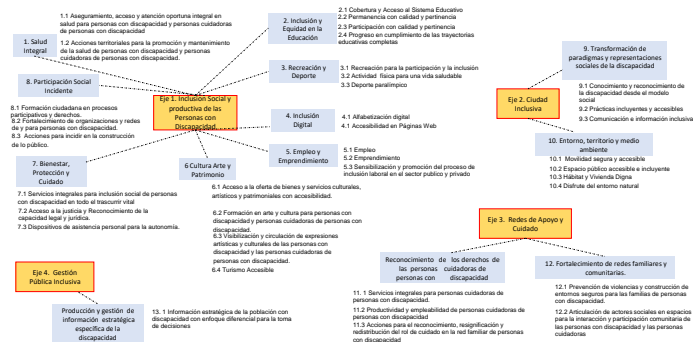 1. Salud
Integral
1.1 Aseguramiento, acceso y atención oportuna integral en
salud para personas con discapacidad y personas cuidadoras
de personas con discapacidad.
1.2 Acciones territoriales para la promoción y mantenimiento
de la salud de personas con discapacidad y personas
cuidadoras de personas con discapacidad.
2. Inclusión y
Equidad en la
Educación
2.1 Cobertura y Acceso al Sistema Educativo
2.2 Permanencia con calidad y pertinencia
2.3 Participación con calidad y pertinencia
2.4 Progreso en cumplimiento de las trayectorias
educativas completas
8. Participación Social
Incidente
8.1 Formación ciudadana en procesos
participativos y derechos.
8.2 Fortalecimiento de organizaciones y redes
de y para personas con discapacidad.
8.3 Acciones para incidir en la construcción
de lo público.
Eje 1. Inclusión Social y
productiva de las
Personas con
Discapacidad
3. Recreación y
Deporte
3.1 Recreación para la participación y la inclusión
3.2 Actividad física para una vida saludable
3.3 Deporte paralímpico
4. Inclusión
Digital
4.1 Alfabetización digital
4.1 Accesibilidad en Páginas Web
5. Empleo y
Emprendimiento
5.1 Empleo
5.2 Emprendimiento
5.3 Sensibilización y promoción del proceso de
inclusión laboral en el sector publico y privado
7. Bienestar,
Protección y
Cuidado
7.1 Servicios integrales para inclusión social de personas
con discapacidad en todo el trascurrir vital
7.2 Acceso a la justicia y Reconocimiento de la
capacidad legal y jurídica.
7.3 Dispositivos de asistencia personal para la autonomía.
6 Cultura Arte y
Patrimonio
6.1 Acceso a la oferta de bienes y servicios culturales,
artísticos y patrimoniales con accesibilidad.
6.2 Formación en arte y cultura para personas con
discapacidad y personas cuidadoras de personas con
discapacidad.
6.3 Visibilización y circulación de expresiones
artísticas y culturales de las personas con
discapacidad y las personas cuidadoras de
personas con discapacidad.
6.4 Turismo Accesible
9. Transformación de
paradigmas y representaciones
sociales de la discapacidad
9.1 Conocimiento y reconocimiento de
la discapacidad desde el modelo
social
9.2 Prácticas incluyentes y accesibles
9.3 Comunicación e información inclusiva
Eje 2. Ciudad
Inclusiva
10. Entorno, territorio y medio
ambiente
10.1 Movilidad segura y accesible
10.2 Espacio público accesible e incluyente
10.3 Hábitat y Vivienda Digna
10.4 Disfrute del entorno natural
Eje 3. Redes de Apoyo y
Cuidado
Reconocimiento de los derechos de
las personas cuidadoras de
personas con discapacidad
11. 1 Servicios integrales para personas cuidadoras de
personas con discapacidad.
11.2 Productividad y empleabilidad de personas cuidadoras de
personas con discapacidad.
11.3 Acciones para el reconocimiento, resignificación y
redistribución del rol de cuidado en la red familiar de personas
con discapacidad
12. Fortalecimiento de redes familiares y
comunitarias.
12.1 Prevención de violencias y construcción de
entornos seguros para las familias de personas
con discapacidad.
12.2 Articulación de actores sociales en espacios
para la interacción y participación comunitaria de
las personas con discapacidad y las personas
cuidadoras
Eje 4. Gestión
Pública Inclusiva
Producción y gestión de
información estratégica
específica de la
discapacidad
13. 1 Información estratégica de la población con
discapacidad con enfoque diferencial para la toma
de decisiones